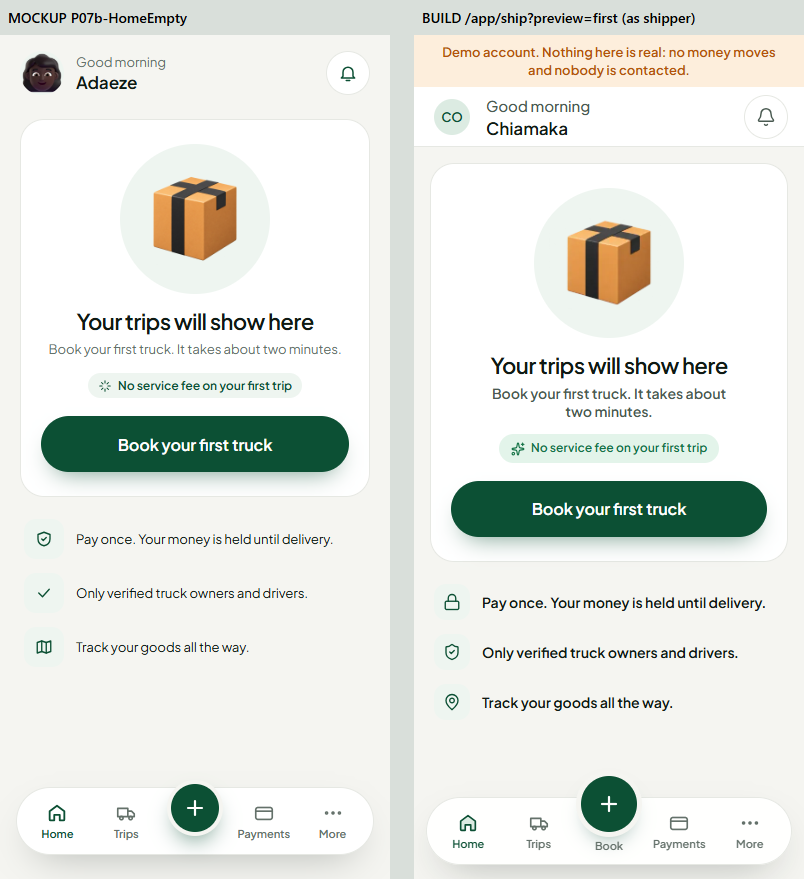 MOCKUP P07b-HomeEmpty
Good morning
Adaeze
Your trips will show here
Book your first truck. It takes about two minutes.
No service fee on your first trip
Book your first truck
Pay once. Your money is held until delivery.
Only verified truck owners and drivers.
Track your goods all the way.
Home
Trips
Payments
More
BUILD /app/ship?preview=first (as shipper)
Demo account. Nothing here is real: no money moves
and nobody is contacted.
CO
Good morning
Chiamaka
Your trips will show here
Book your first truck. It takes about
two minutes.
No service fee on your first trip
Book your first truck
Pay once. Your money is held until delivery.
Only verified truck owners and drivers.
Track your goods all the way.
Home
Trips
Book
Payments
More